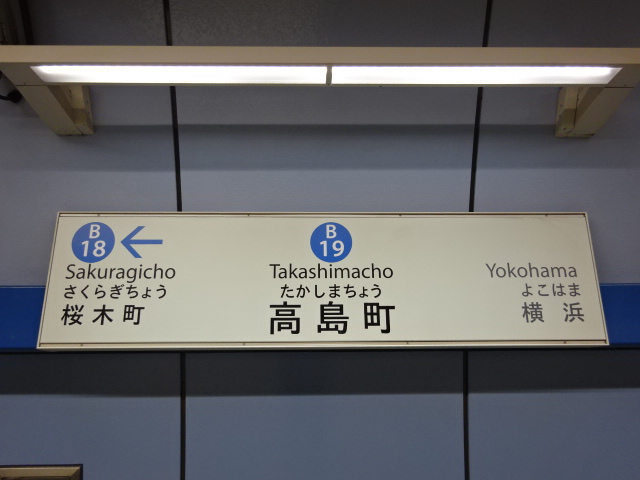 B
18
Sakuragicho
さくらぎちょう
桜木町
B
19
Takashimacho
たかしまちょう
高島町
Yokohama
よこはま
横浜